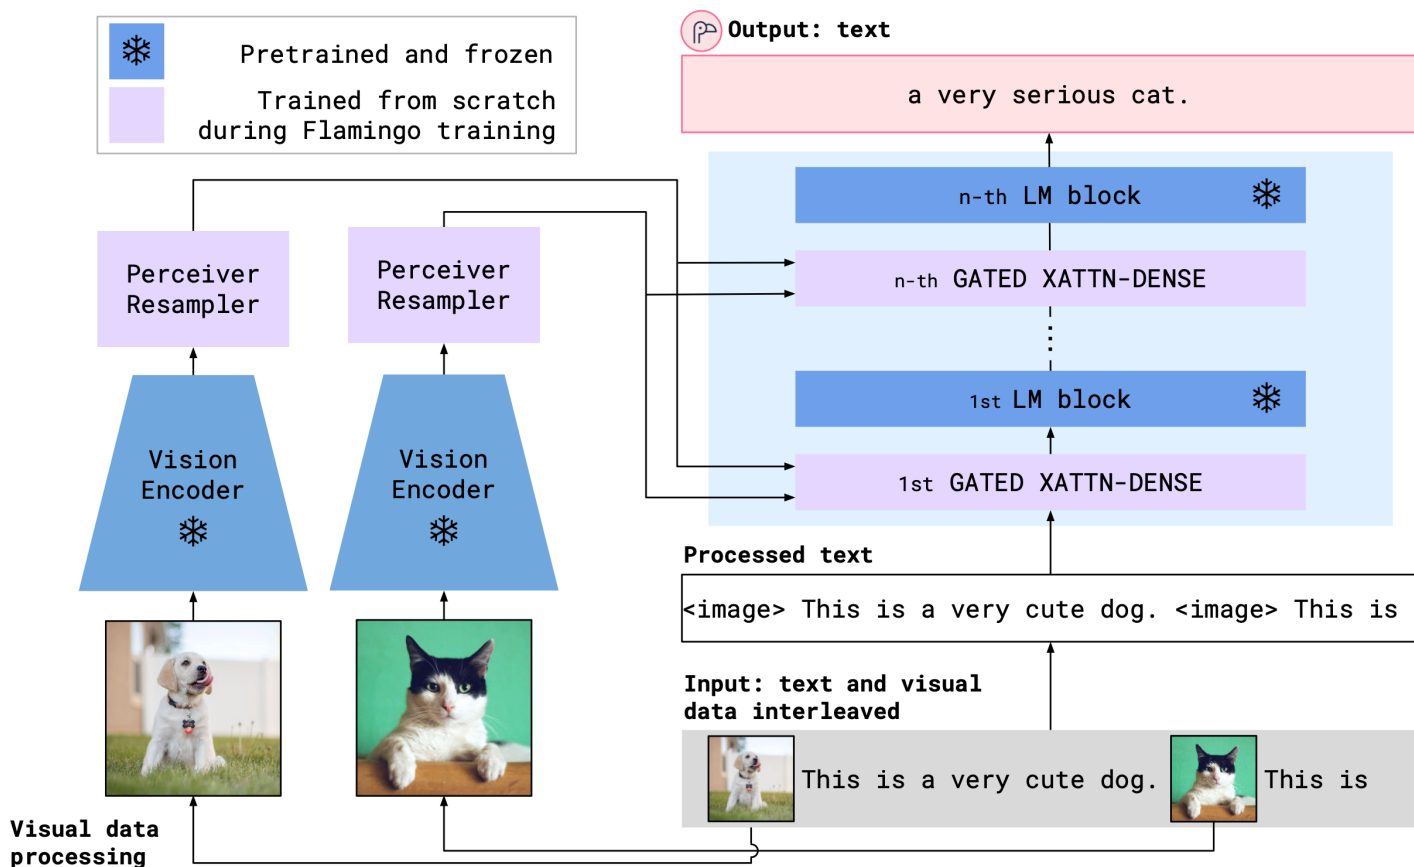 Pretrained and frozen
Trained from scratch
during Flamingo training
Output: text
a very serious cat.
n-th LM block
n-th GATED XATTN-DENSE
1st LM block
1st GATED XATTN-DENSE
Perceiver
Resampler
Perceiver
Resampler
Vision
Encoder
Vision
Encoder
Processed text
<image> This is a very cute dog. <image> This is
Input: text and visual
data interleaved
This is a very cute dog.
This is
Visual data
processing